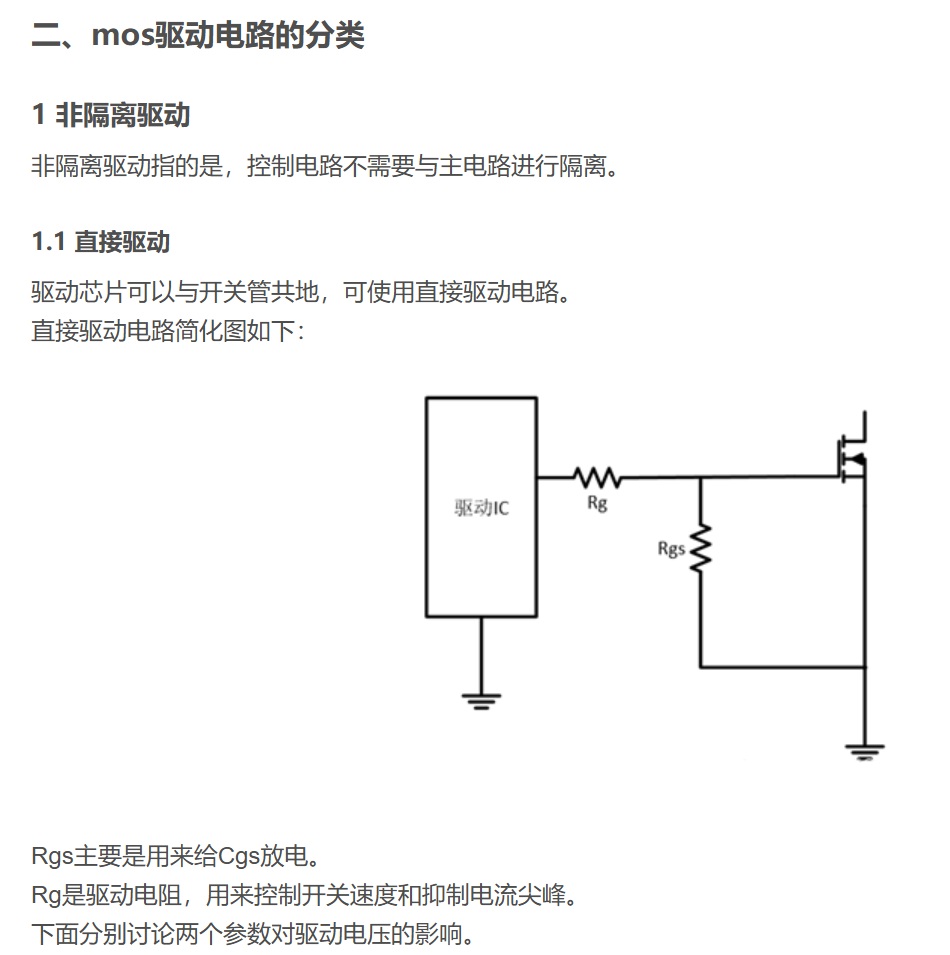 二、mos驱动电路的分类
1 非隔离驱动
非隔离驱动指的是，控制电路不需要与主电路进行隔离。
1.1 直接驱动
驱动芯片可以与开关管共地，可使用直接驱动电路。
直接驱动电路简化图如下：
驱动IC
Rg
Rgs
Rgs主要是用来给Cgs放电。
Rg是驱动电阻，用来控制开关速度和抑制电流尖峰。
下面分别讨论两个参数对驱动电压的影响。